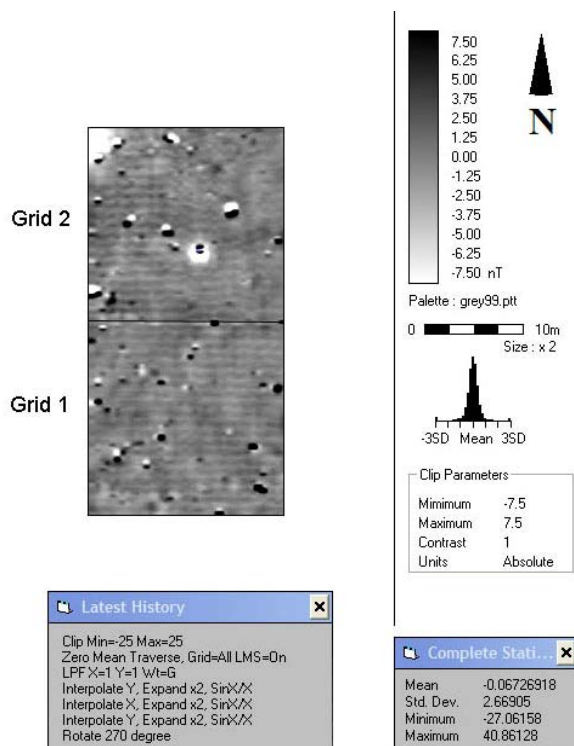 7.50
6.25
5.00
3.75
2.50
1.25
0.00
-1.25
-2.50
-3.75
-5.00
-6.25
-7.50 nT
N
Palette : grey99.ptt
0 10m
Size : x 2
-3SD Mean 3SD
Clip Parameters
Mimimum -7.5
Maximum 7.5
Contrast 1
Units Absolute
Grid 2
Grid 1
Latest History
Clip Min=-25 Max=25
Zero Mean Traverse, Grid=All LMS=On
LPF X=1 Y=1 Wt=G
Interpolate Y, Expand x2, SinX/X
Interpolate X, Expand x2, SinX/X
Interpolate Y, Expand x2, SinX/X
Rotate 270 degree
Complete Stati...
Mean -0.06726918
Std. Dev. 2.66905
Minimum -27.06158
Maximum 40.86128